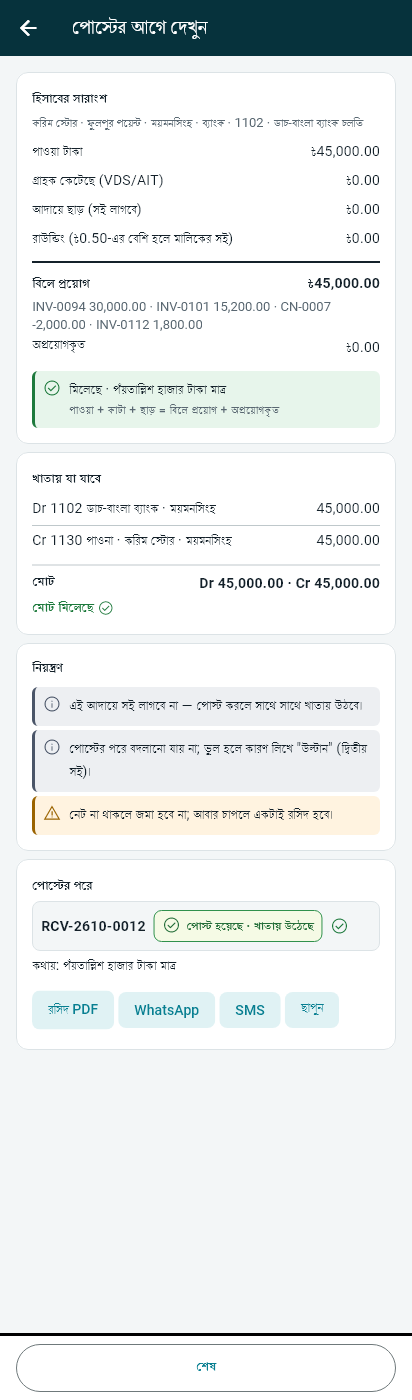 পোস্টের আগে দেখুন
হিসাবের সারাংশ
করিম স্টোর · ফুলপুর পয়েন্ট · ময়মনসিংহ · ব্যাংক · 1102 · ডাচ-বাংলা ব্যাংক চলতি
পাওয়া টাকা ৳45,000.00
গ্রাহক কেটেছে (VDS/AIT) ৳0.00
আদায়ে ছাড় (সই লাগবে) ৳0.00
রাউন্ডিং (৳0.50-এর বেশি হলে মালিকের সই) ৳0.00
বিলে প্রয়োগ ৳45,000.00
INV-0094 30,000.00 · INV-0101 15,200.00 · CN-0007
-2,000.00 · INV-0112 1,800.00
অপ্রয়োগকৃত ৳0.00
মিলেছে · পঁয়তাল্লিশ হাজার টাকা মাত্র
পাওয়া + কাটা + ছাড় = বিলে প্রয়োগ + অপ্রয়োগকৃত
খাতায় যা যাবে
Dr 1102 ডাচ-বাংলা ব্যাংক · ময়মনসিংহ 45,000.00
Cr 1130 পাওনা · করিম স্টোর · ময়মনসিংহ 45,000.00
মোট Dr 45,000.00 · Cr 45,000.00
মোট মিলেছে
নিয়ন্ত্রণ
এই আদায়ে সই লাগবে না — পোস্ট করলে সাথে সাথে খাতায় উঠবে।
পোস্টের পরে বদলানো যায় না; ভুল হলে কারণ লিখে "উল্টান" (দ্বিতীয়
সই)।
নেট না থাকলে জমা হবে না; আবার চাপলে একটাই রসিদ হবে।
পোস্টের পরে
RCV-2610-0012 পোস্ট হয়েছে · খাতায় উঠেছে
কথায়: পঁয়তাল্লিশ হাজার টাকা মাত্র
রসিদ PDF WhatsApp SMS ছাপুন
শেষ